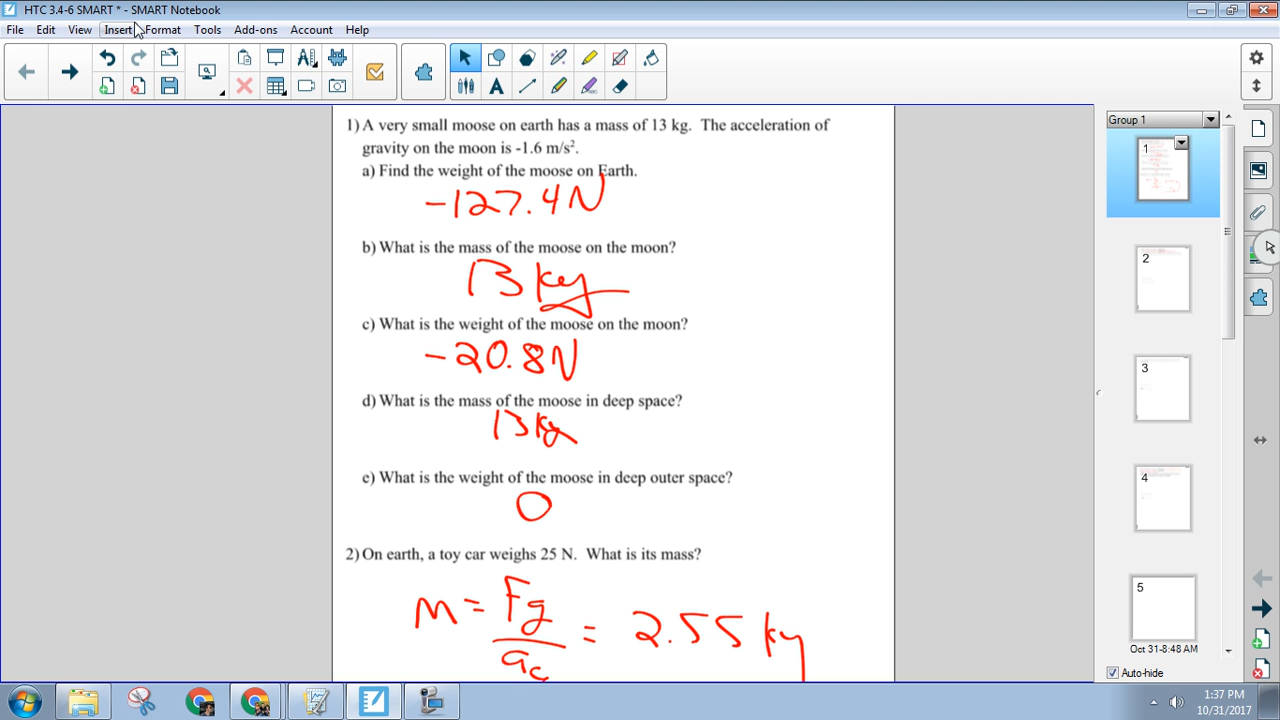 HTC 3.4-6 SMART * - SMART Notebook
File Edit View Insert Format Tools Add-ons Account Help
1) A very small moose on earth has a mass of 13 kg. The acceleration of
gravity on the moon is -1.6 m/s².
a) Find the weight of the moose on Earth.
-127.4 N
b) What is the mass of the moose on the moon?
13 kg
c) What is the weight of the moose on the moon?
-20.8 N
d) What is the mass of the moose in deep space?
13 kg
e) What is the weight of the moose in deep outer space?
0
2) On earth, a toy car weighs 25 N. What is its mass?
m = Fg
= 2.55 kg
Group 1
1
2
3
4
5
Oct 31-8:48 AM
Auto-hide
1:37 PM
10/31/2017